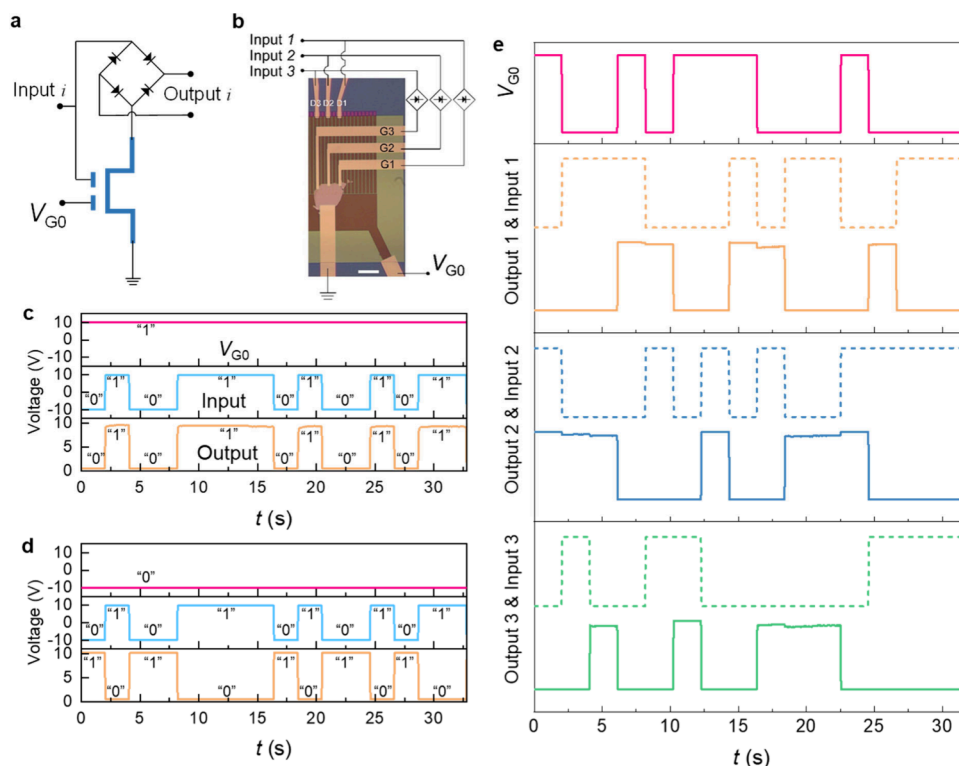 a
Input i
Output i
VG0
b
Input 1
Input 2
Input 3
D3 D2 D1
G3
G2
G1
VG0
c
Voltage (V)
10
0
-10
"1"
VG0
10
0
-10
"0" "1" "0" "1" "0" "1" "0" "1" "0" "1"
Input
10
5
0
"0" "1" "0" "1" "0" "1" "0" "1" "0" "1"
Output
0 5 10 15 20 25 30
t (s)
d
Voltage (V)
10
0
-10
"0"
10
0
-10
"0" "1" "0" "1" "0" "1" "0" "1" "0" "1"
10
5
0
"1" "0" "1" "0" "1" "0" "1" "0" "1" "0"
0 5 10 15 20 25 30
t (s)
e
VG0
Output 1 & Input 1
Output 2 & Input 2
Output 3 & Input 3
0 5 10 15 20 25 30
t (s)